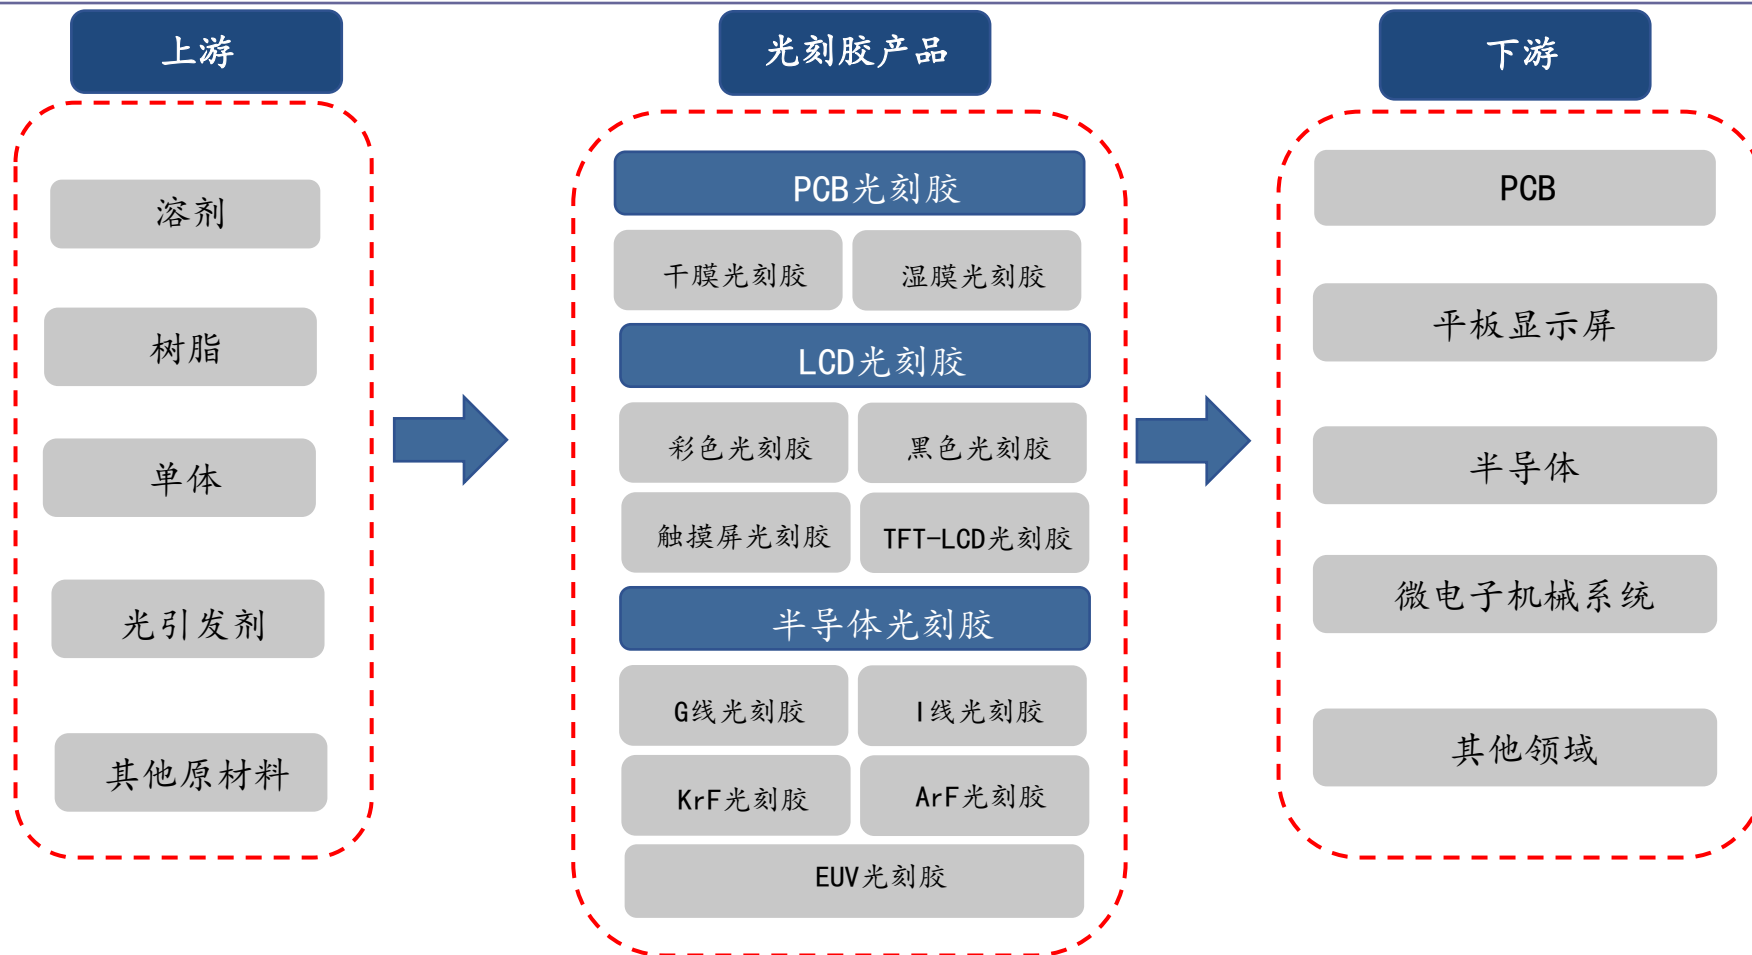 上游
溶剂
树脂
单体
光引发剂
其他原材料
光刻胶产品
PCB光刻胶
干膜光刻胶
湿膜光刻胶
LCD光刻胶
彩色光刻胶
黑色光刻胶
触摸屏光刻胶
TFT-LCD光刻胶
半导体光刻胶
G线光刻胶
I线光刻胶
KrF光刻胶
ArF光刻胶
EUV光刻胶
下游
PCB
平板显示屏
半导体
微电子机械系统
其他领域